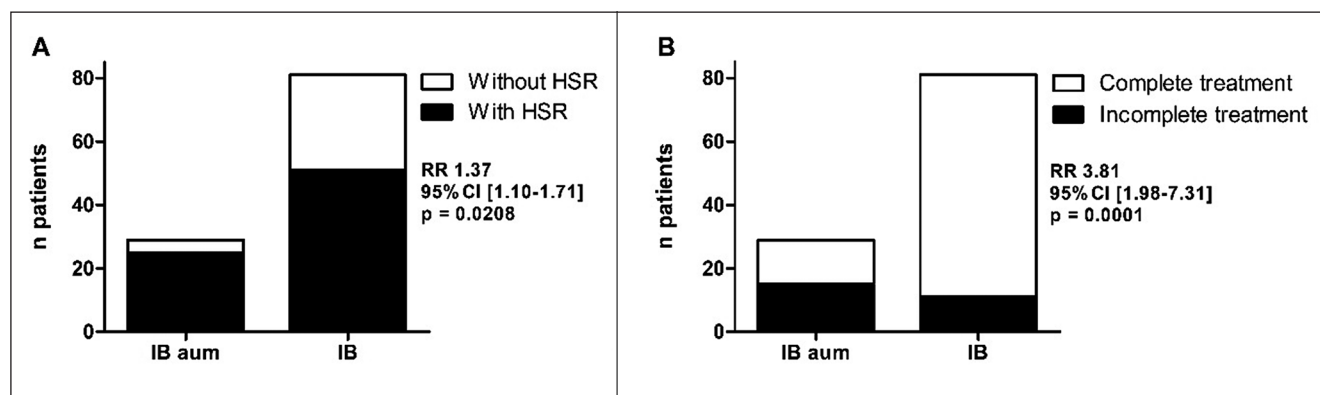 A
n patients
80
60
40
20
0
IB aum
IB
Without HSR
With HSR
RR 1.37
95% CI [1.10-1.71]
p = 0.0208
B
n patients
80
60
40
20
0
IB aum
IB
Complete treatment
Incomplete treatment
RR 3.81
95% CI [1.98-7.31]
p = 0.0001